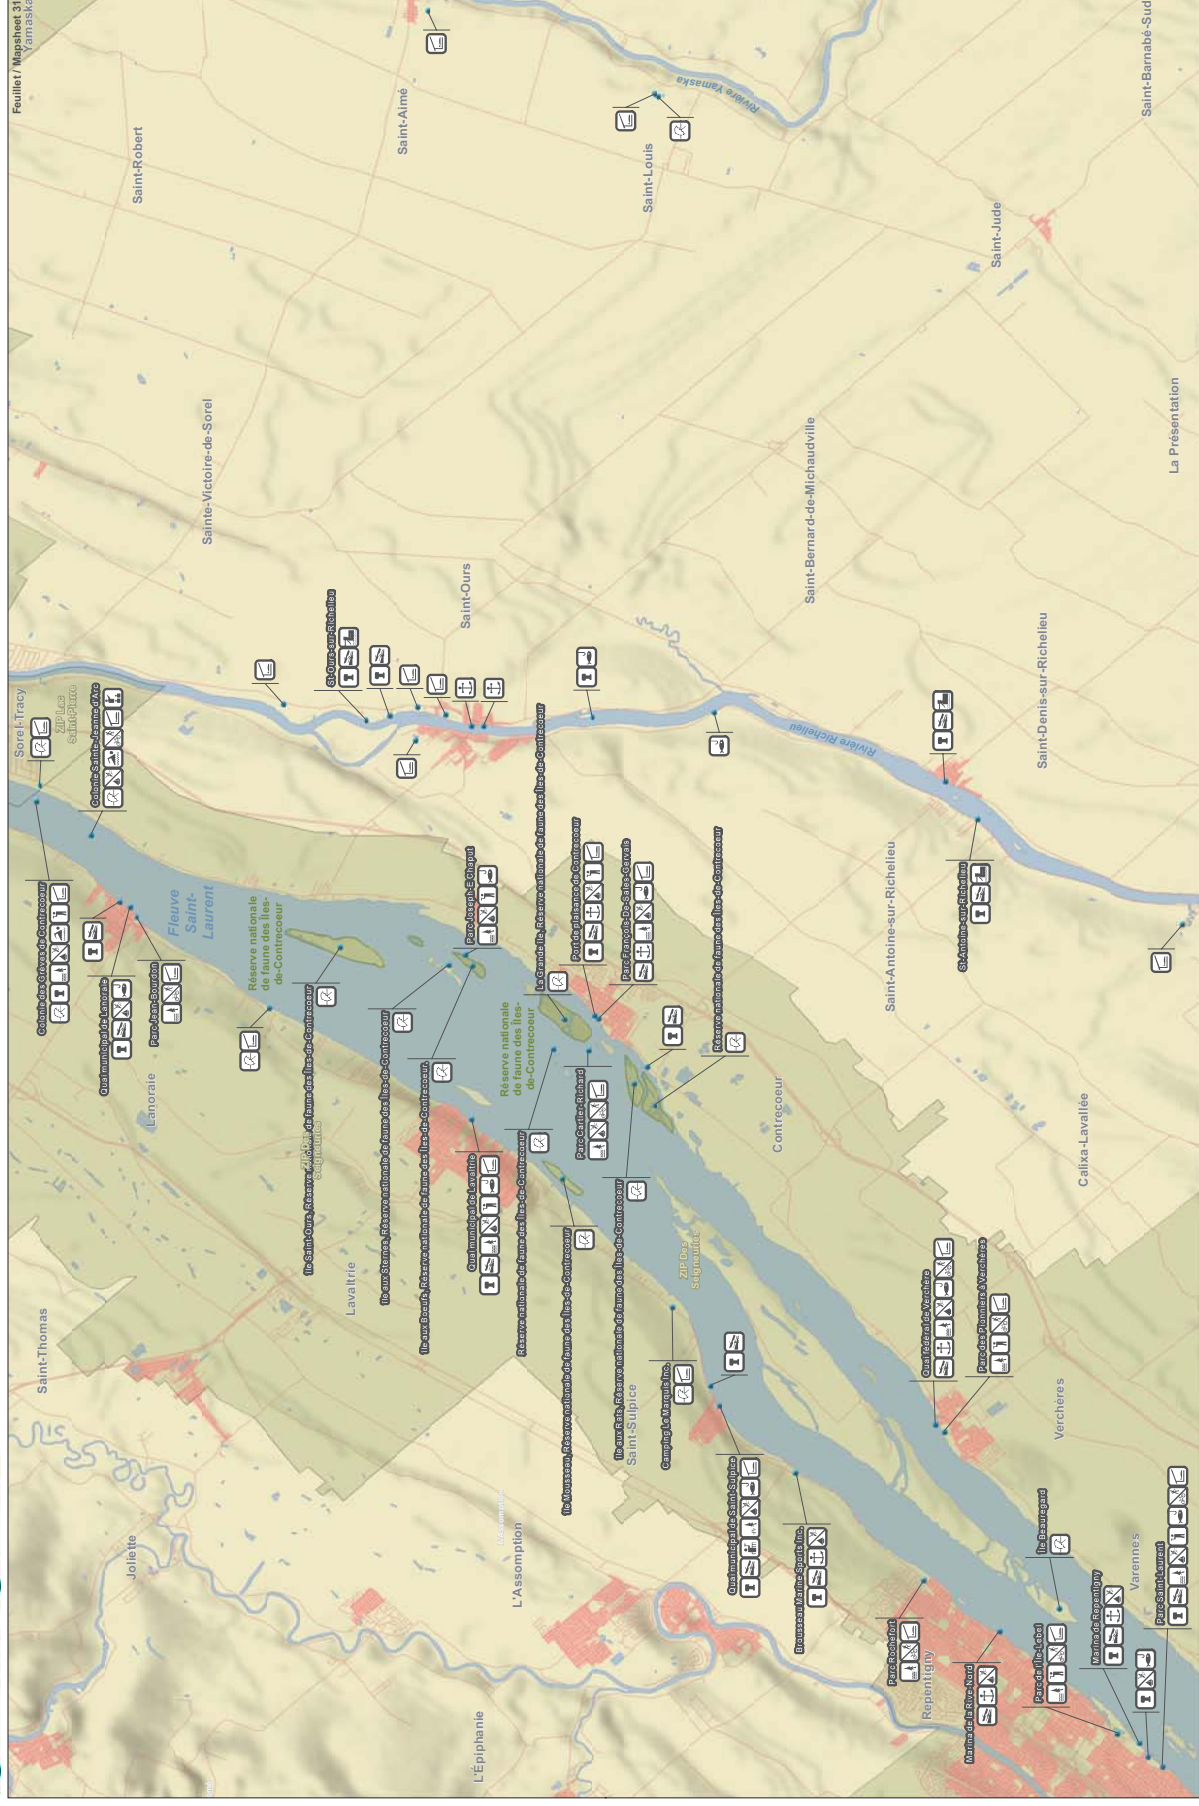 Feuillet / Mapsheet 31
Yamaska
Saint-Robert
Saint-Aimé
Rivière Yamaska
Saint-Louis
Saint-Barnabé-Sud
Saint-Jude
Sainte-Victoire-de-Sorel
La Présentation
Saint-Bernard-de-Michaudville
Saint-Ours
St-Ours-sur-Richelieu
Saint-Denis-sur-Richelieu
Rivière Richelieu
Sorel-Tracy
ZIP Lac
Saint-Pierre
Colonie Sainte-Jeanne d'Arc
Colonie des Grèves de Contrecoeur
Fleuve
Saint-
Laurent
Réserve nationale
de faune des Îles-
de-Contrecoeur
Quai municipal de Lanoraie
Parc Jean-Bourdon
Lanoraie
Île Saint-Ours, Réserve nationale de faune des Îles-de-Contrecoeur
ZIP Des
Seigneuries
Île aux Sternes, Réserve nationale de faune des Îles-de-Contrecoeur
Île aux Boeufs, Réserve nationale de faune des Îles-de-Contrecoeur
Parc Joseph-E Chaput
La Grande Île, Réserve nationale de faune des Îles-de-Contrecoeur
Port de plaisance de Contrecoeur
Parc François-De-Sales-Gervais
Réserve nationale de faune des Îles-de-Contrecoeur
Réserve nationale
de faune des Îles-
de-Contrecoeur
Parc Cartier-Richard
Contrecoeur
Saint-Antoine-sur-Richelieu
St-Antoine-sur-Richelieu
Calixa-Lavallée
Lavaltrie
Quai municipal de Lavaltrie
Réserve nationale de faune des Îles-de-Contrecoeur
Île Mousseau, Réserve nationale de faune des Îles-de-Contrecoeur
Île aux Rats, Réserve nationale de faune des Îles-de-Contrecoeur
Saint-Sulpice
Camping Le Marquis Inc.
ZIP Des
Seigneuries
Quai municipal de Saint-Sulpice
Brousseau Marine Sports Inc.
Quai fédéral de Verchère
Parc des Pionniers à Verchères
Verchères
Saint-Thomas
Joliette
L'Assomption
L'Épiphanie
Parc Rochefort
Repentigny
Marina de la Rive-Nord
Parc de l'Île-Lebel
Île Beauregard
Marina de Repentigny
Varennes
Parc Saint-Laurent